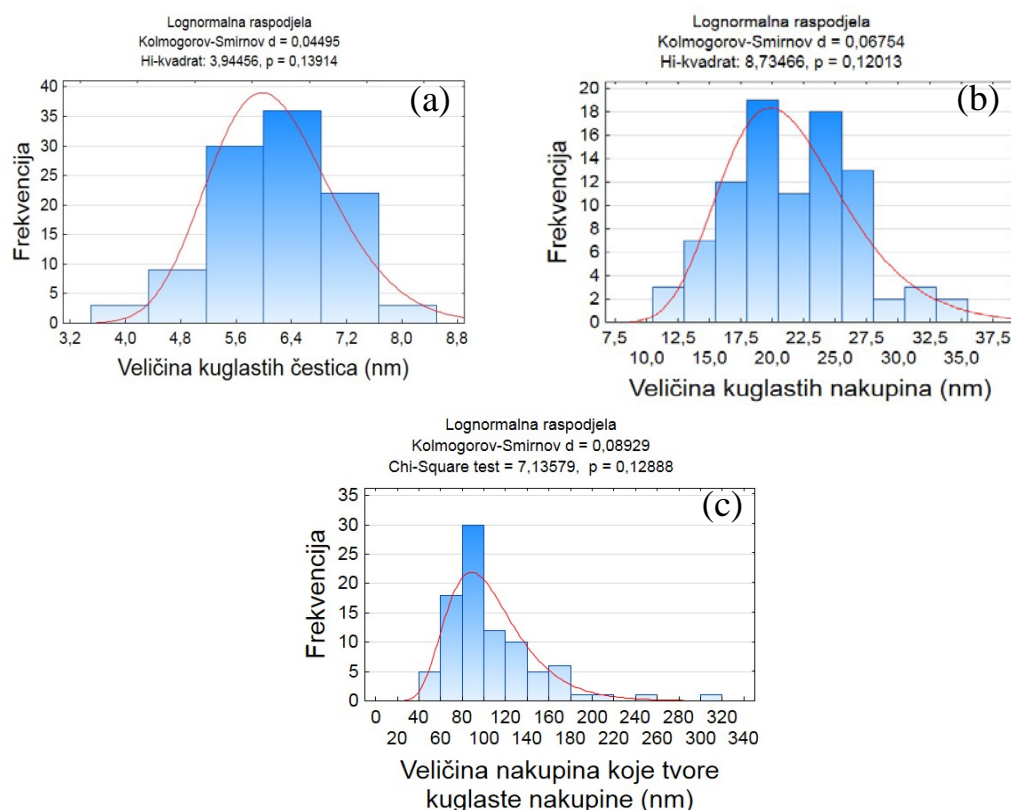 Lognormalna raspodjela
Kolmogorov-Smirnov d = 0,04495
Hi-kvadrat: 3,94456, p = 0,13914
(a)
Frekvencija
40
35
30
25
20
15
10
5
0
3,2 4,0 4,8 5,6 6,4 7,2 8,0 8,8
Veličina kuglastih čestica (nm)
Lognormalna raspodjela
Kolmogorov-Smirnov d = 0,06754
Hi-kvadrat: 8,73466, p = 0,12013
(b)
Frekvencija
20
18
16
14
12
10
8
6
4
2
0
7,5 12,5 17,5 22,5 27,5 32,5 37,5
10,0 15,0 20,0 25,0 30,0 35,0
Veličina kuglastih nakupina (nm)
Lognormalna raspodjela
Kolmogorov-Smirnov d = 0,08929
Chi-Square test = 7,13579, p = 0,12888
(c)
Frekvencija
35
30
25
20
15
10
5
0
0 40 80 120 160 200 240 280 320
20 60 100 140 180 220 260 300 340
Veličina nakupina koje tvore
kuglaste nakupine (nm)